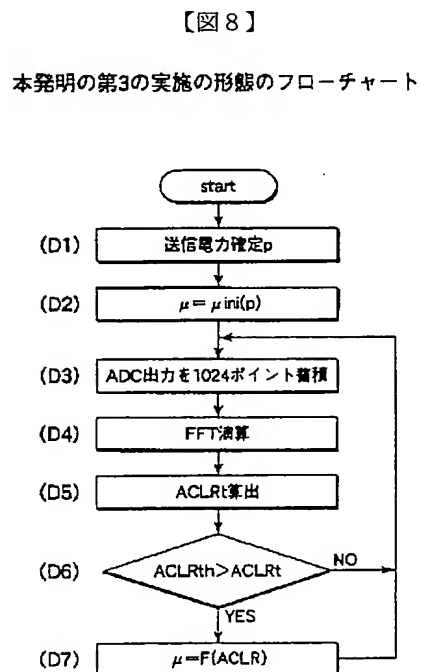 【図８】
本発明の第3の実施の形態のフローチャート
start
(D1) 送信電力確定p
(D2) μ= μini(p)
(D3) ADC出力を1024ポイント蓄積
(D4) FFT演算
(D5) ACLRt算出
(D6) ACLRth>ACLRt NO
YES
(D7) μ=F(ACLR)